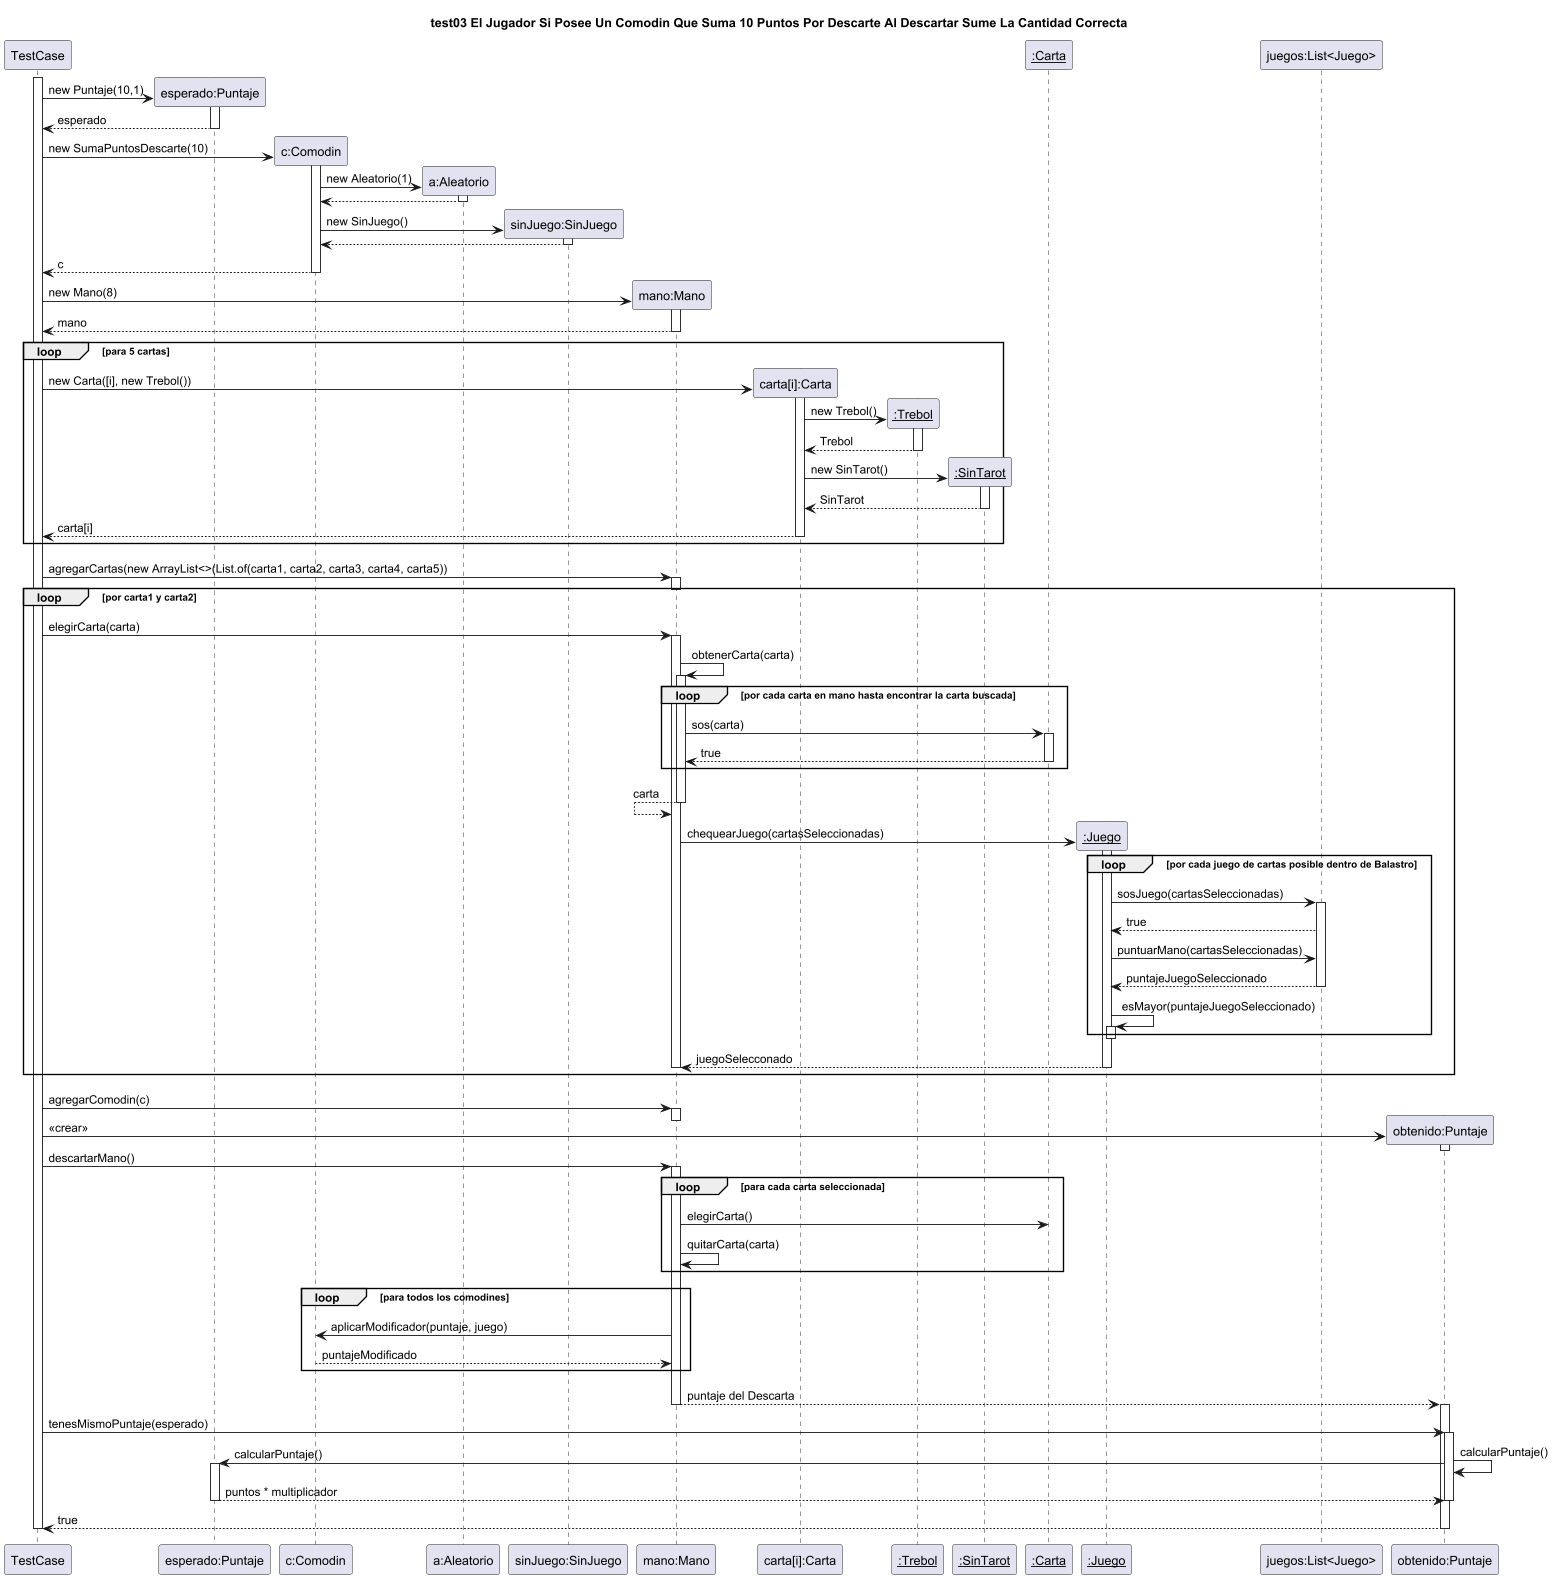 test03 El Jugador Si Posee Un Comodin Que Suma 10 Puntos Por Descarte Al Descartar Sume La Cantidad Correcta
TestCase
:Carta
juegos:List<Juego>
new Puntaje(10,1)
esperado:Puntaje
esperado
new SumaPuntosDescarte(10)
c:Comodin
new Aleatorio(1)
a:Aleatorio
new SinJuego()
sinJuego:SinJuego
c
new Mano(8)
mano:Mano
mano
loop
[para 5 cartas]
new Carta([i], new Trebol())
carta[i]:Carta
new Trebol()
:Trebol
Trebol
new SinTarot()
:SinTarot
SinTarot
carta[i]
agregarCartas(new ArrayList<>(List.of(carta1, carta2, carta3, carta4, carta5))
loop
[por carta1 y carta2]
elegirCarta(carta)
obtenerCarta(carta)
loop
[por cada carta en mano hasta encontrar la carta buscada]
sos(carta)
true
carta
chequearJuego(cartasSeleccionadas)
:Juego
loop
[por cada juego de cartas posible dentro de Balastro]
sosJuego(cartasSeleccionadas)
true
puntuarMano(cartasSeleccionadas)
puntajeJuegoSeleccionado
esMayor(puntajeJuegoSeleccionado)
juegoSelecconado
agregarComodin(c)
«crear»
obtenido:Puntaje
descartarMano()
loop
[para cada carta seleccionada]
elegirCarta()
quitarCarta(carta)
loop
[para todos los comodines]
aplicarModificador(puntaje, juego)
puntajeModificado
puntaje del Descarta
tenesMismoPuntaje(esperado)
calcularPuntaje()
calcularPuntaje()
puntos * multiplicador
true
TestCase
esperado:Puntaje
c:Comodin
a:Aleatorio
sinJuego:SinJuego
mano:Mano
carta[i]:Carta
:Trebol
:SinTarot
:Carta
:Juego
juegos:List<Juego>
obtenido:Puntaje